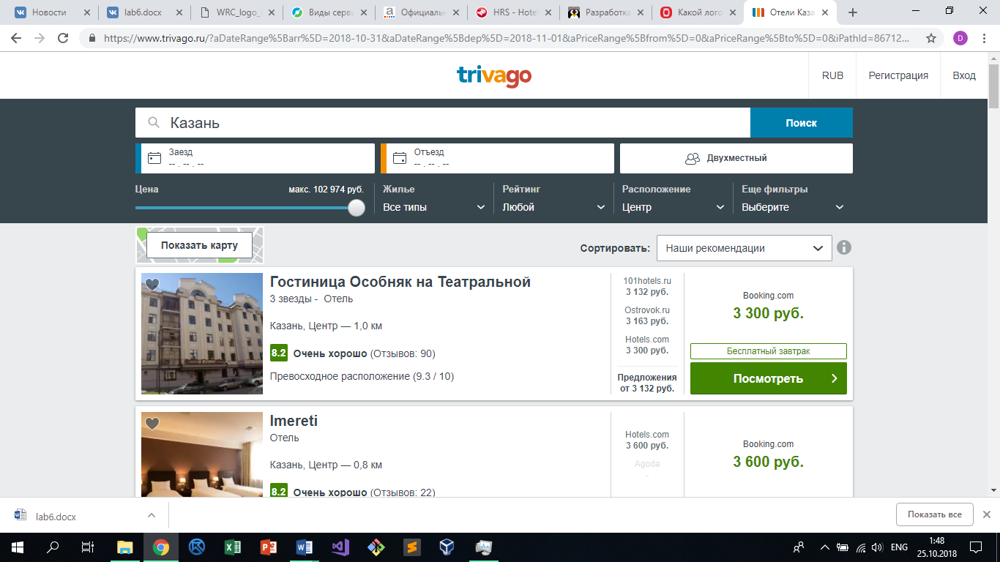 Новости
lab6.docx
WRC_logo_
Виды серв
Официаль
HRS - Hote
Разработка
Какой лого
Отели Каза
https://www.trivago.ru/?aDateRange%5Barr%5D=2018-10-31&aDateRange%5Bdep%5D=2018-11-01&aPriceRange%5Bfrom%5D=0&aPriceRange%5Bto%5D=0&iPathId=86712...
D
trivago
RUB
Регистрация
Вход
Казань
Поиск
Заезд
-- . -- . --
Отъезд
-- . -- . --
Двухместный
Цена
макс. 102 974 руб.
Жилье
Все типы
Рейтинг
Любой
Расположение
Центр
Еще фильтры
Выберите
Показать карту
Сортировать:
Наши рекомендации
Гостиница Особняк на Театральной
3 звезды - Отель
Казань, Центр — 1,0 км
8.2 Очень хорошо (Отзывов: 90)
Превосходное расположение (9.3 / 10)
101hotels.ru
3 132 руб.
Ostrovok.ru
3 163 руб.
Hotels.com
3 300 руб.
Предложения
от 3 132 руб.
Booking.com
3 300 руб.
Бесплатный завтрак
Посмотреть
Imereti
Отель
Казань, Центр — 0,8 км
8.2 Очень хорошо (Отзывов: 22)
Hotels.com
3 600 руб.
Agoda
-
Booking.com
3 600 руб.
lab6.docx
Показать все
ENG
1:48
25.10.2018